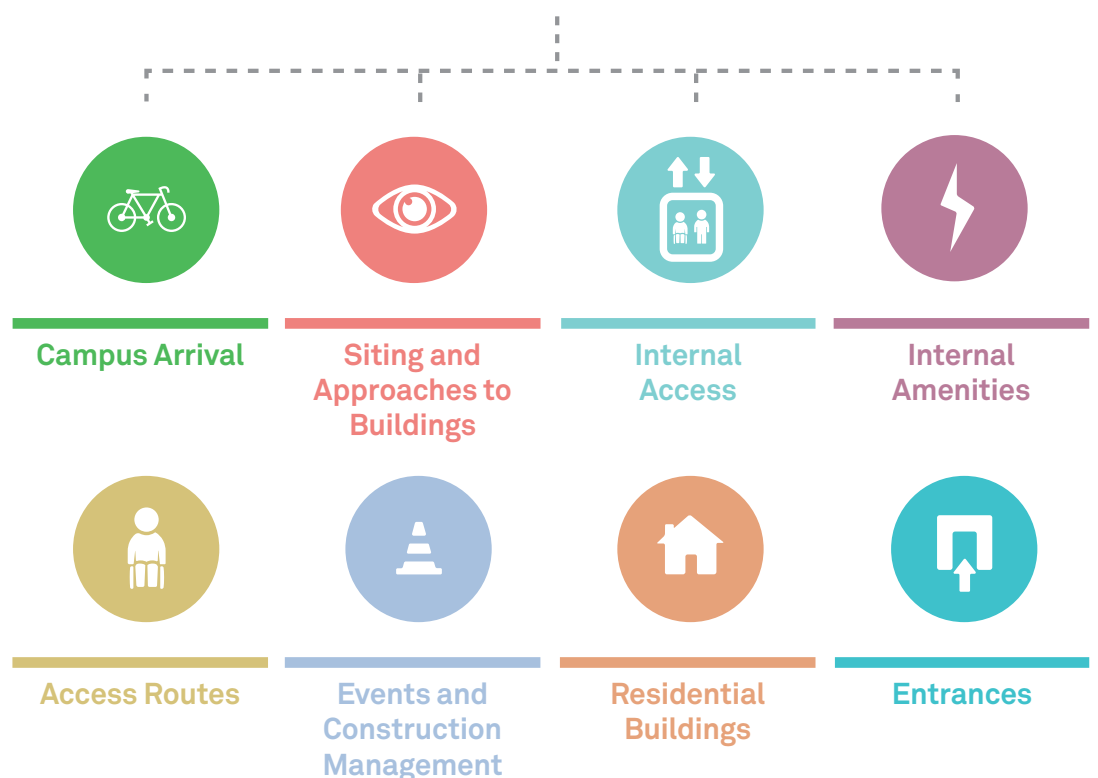 Campus Arrival
Siting and
Approaches to
Buildings
Internal
Access
Internal
Amenities
Access Routes
Events and
Construction
Management
Residential
Buildings
Entrances